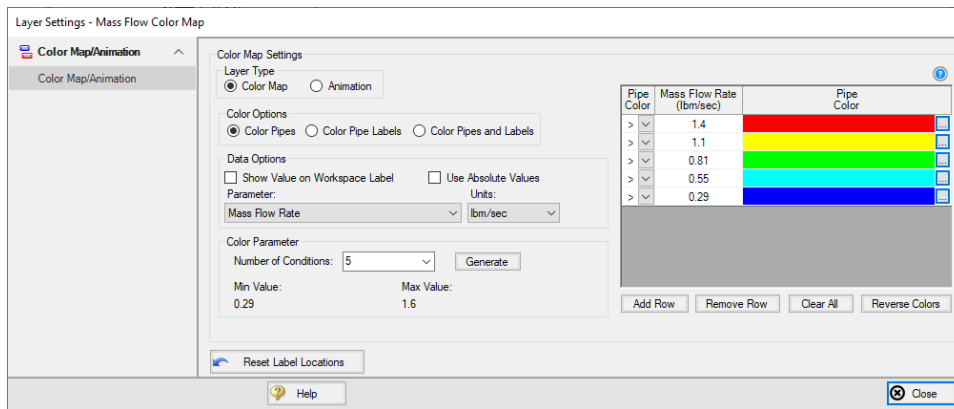 Layer Settings - Mass Flow Color Map
Color Map/Animation
Color Map/Animation
Color Map Settings
Layer Type
Color Map Animation
Color Options
Color Pipes Color Pipe Labels Color Pipes and Labels
Data Options
Show Value on Workspace Label Use Absolute Values
Parameter: Units:
Mass Flow Rate lbm/sec
Color Parameter
Number of Conditions: 5 Generate
Min Value: Max Value:
0.29 1.6
Reset Label Locations
Pipe Color Mass Flow Rate (lbm/sec) Pipe Color
> 1.4 ...
> 1.1 ...
> 0.81 ...
> 0.55 ...
> 0.29 ...
Add Row Remove Row Clear All Reverse Colors
Help Close